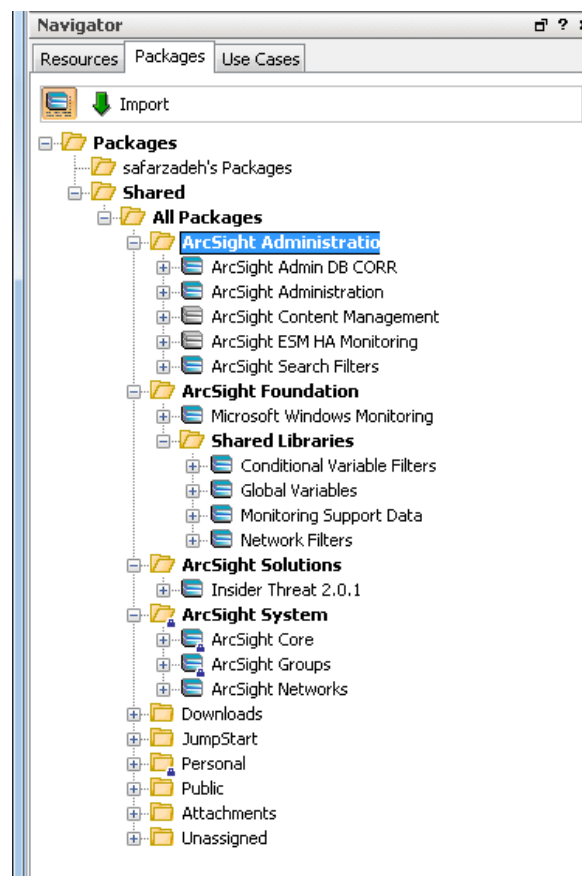 Navigator
Resources Packages Use Cases
Import
Packages
safarzadeh's Packages
Shared
All Packages
ArcSight Administratio
ArcSight Admin DB CORR
ArcSight Administration
ArcSight Content Management
ArcSight ESM HA Monitoring
ArcSight Search Filters
ArcSight Foundation
Microsoft Windows Monitoring
Shared Libraries
Conditional Variable Filters
Global Variables
Monitoring Support Data
Network Filters
ArcSight Solutions
Insider Threat 2.0.1
ArcSight System
ArcSight Core
ArcSight Groups
ArcSight Networks
Downloads
JumpStart
Personal
Public
Attachments
Unassigned